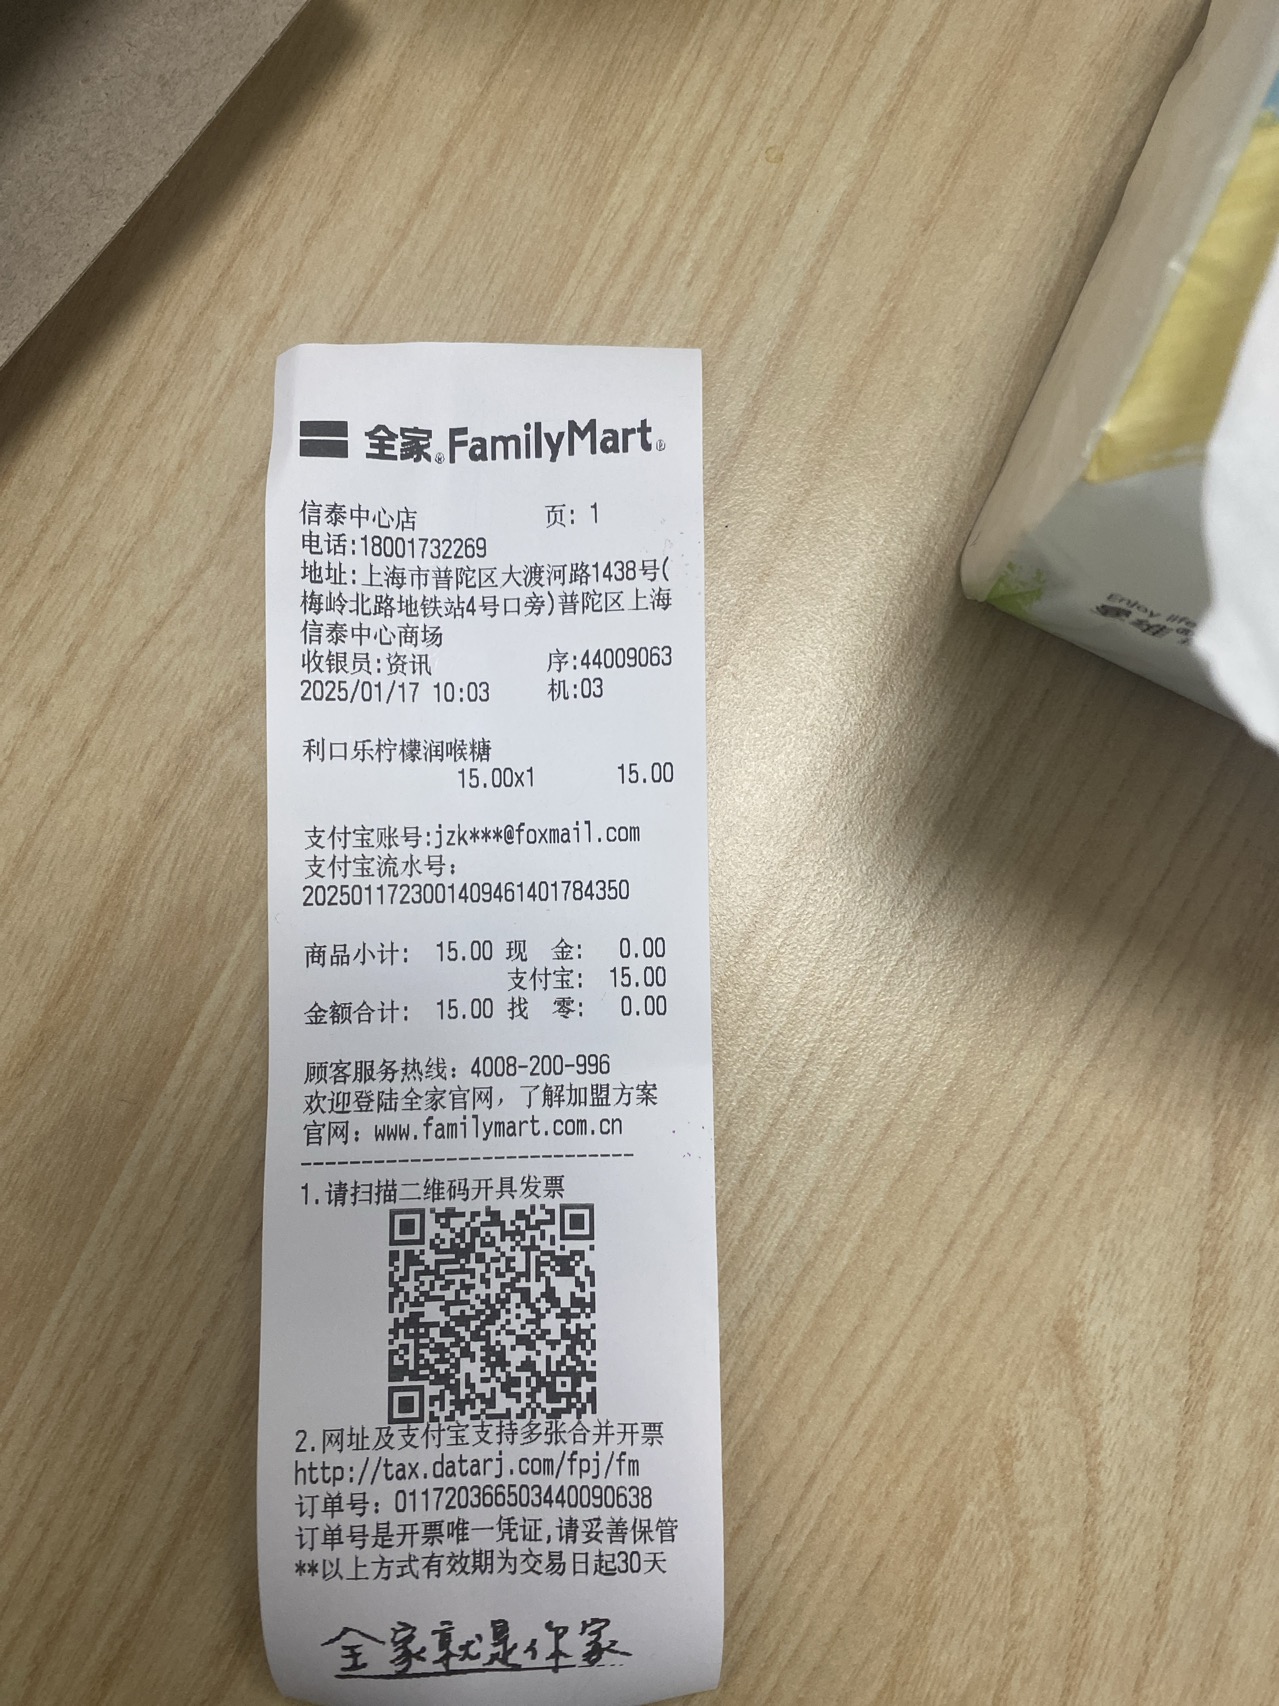 全家® FamilyMart®
信泰中心店 页: 1
电话:18001732269
地址:上海市普陀区大渡河路1438号(
梅岭北路地铁站4号口旁)普陀区上海
信泰中心商场
收银员:资讯 序:44009063
2025/01/17 10:03 机:03
利口乐柠檬润喉糖
15.00x1 15.00
支付宝账号:jzk***@foxmail.com
支付宝流水号:
2025011723001409461401784350
商品小计: 15.00 现 金: 0.00
支付宝: 15.00
金额合计: 15.00 找 零: 0.00
顾客服务热线: 4008-200-996
欢迎登陆全家官网，了解加盟方案
官网: www.familymart.com.cn
----------------------------
1.请扫描二维码开具发票
2.网址及支付宝支持多张合并开票
http://tax.datarj.com/fpj/fm
订单号: 011720366503440090638
订单号是开票唯一凭证,请妥善保管
**以上方式有效期为交易日起30天
全家就是你家